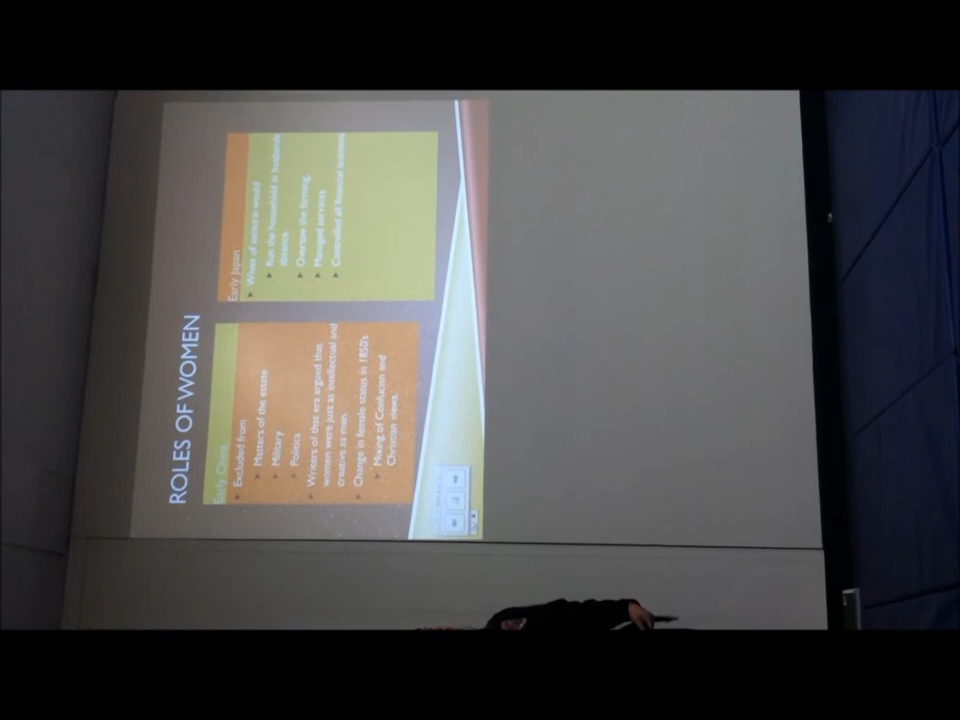 ROLES OF WOMEN
Early China
Excluded from
Matters of the estate
Military
Politics
Writers of that era argued that
women were just as intellectual and
creative as men.
Change in female status in 1850's
Mixing of Confucian and
Christian views.
Early Japan
Wives of samurai would
Run the household in husbands
absence.
Oversaw the farming.
Managed servants
Controlled all financial business